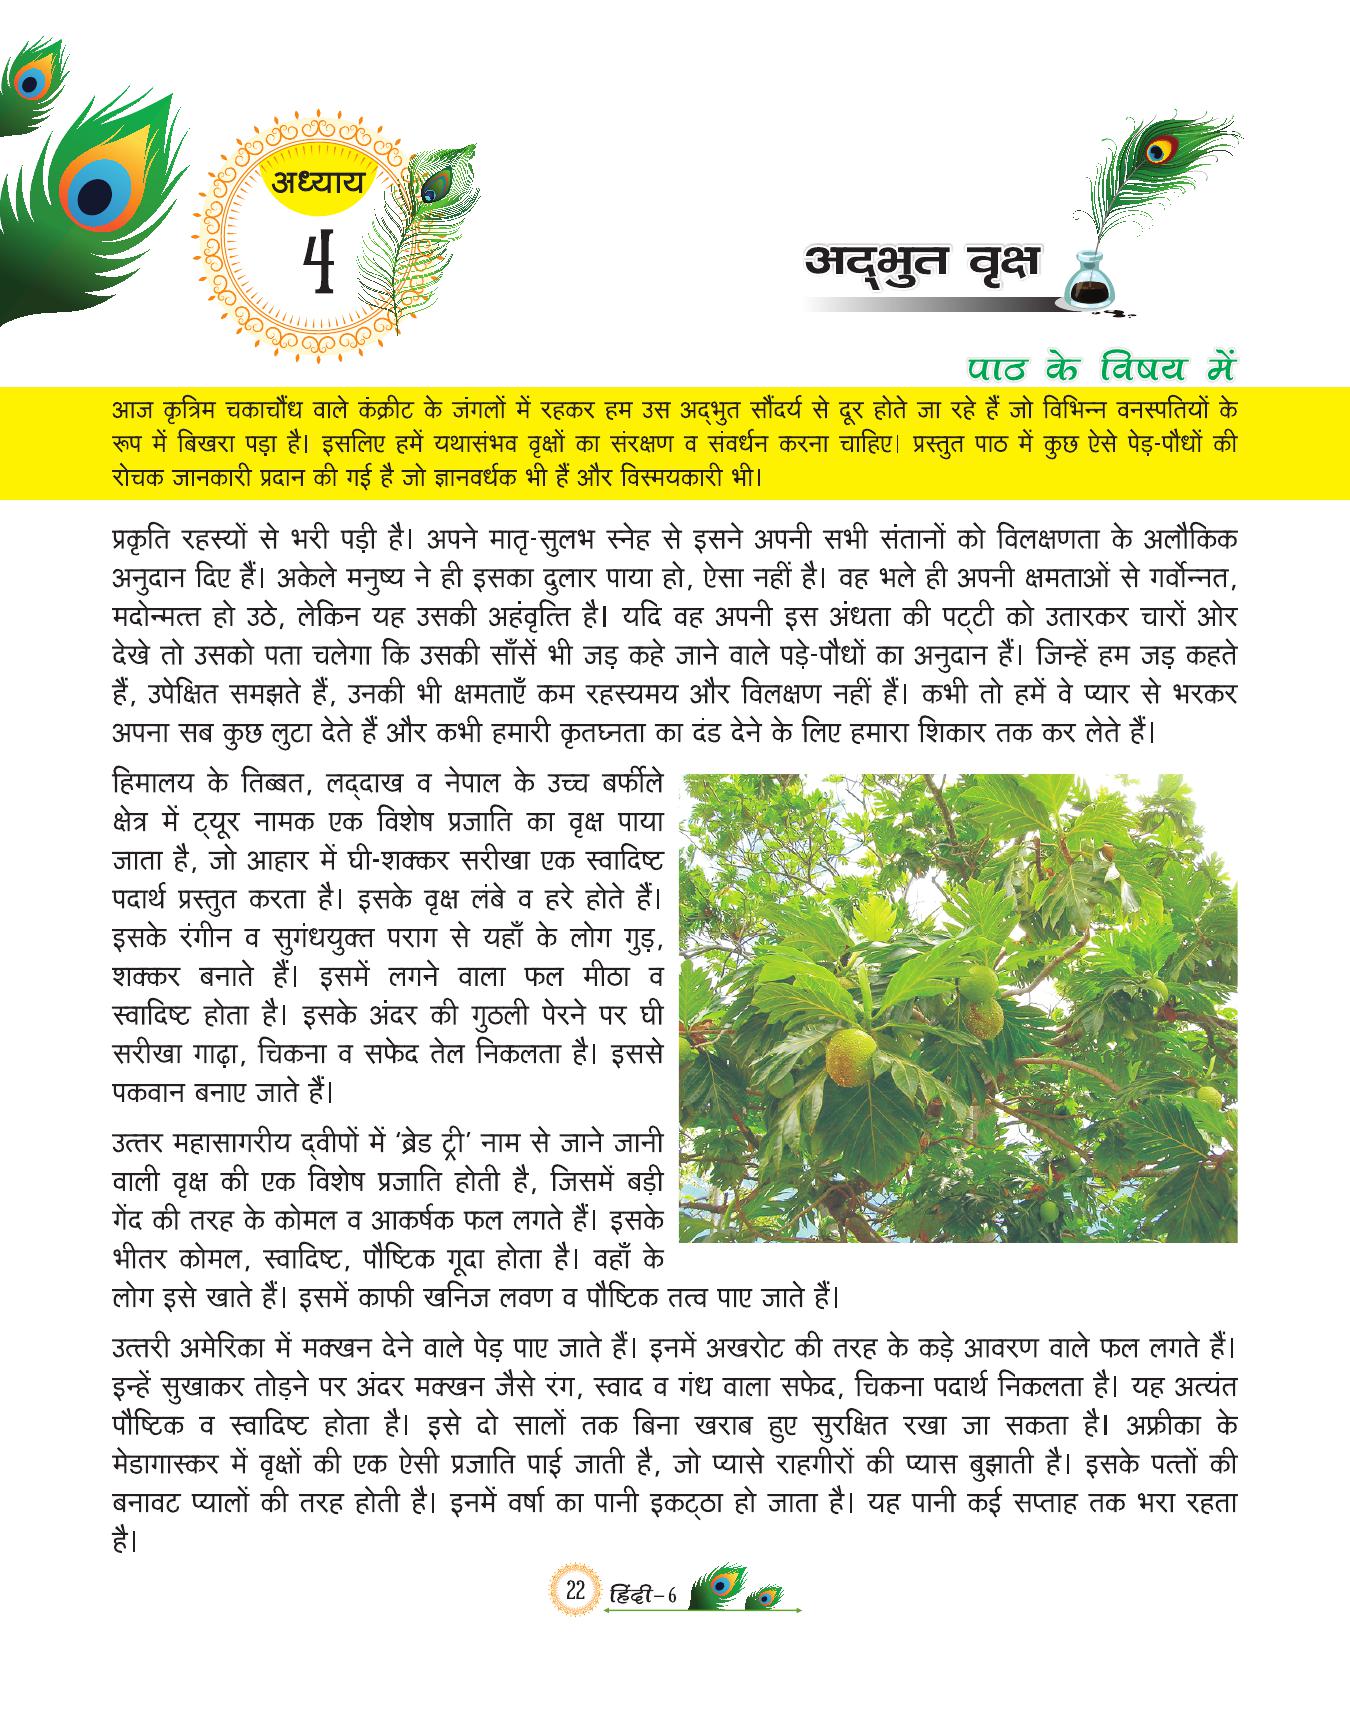 अध्याय
4
अद्भुत वृक्ष
पाठ के विषय में
आज कृत्रिम चकाचौंध वाले कंक्रीट के जंगलों में रहकर हम उस अद्भुत सौंदर्य से दूर होते जा रहे हैं जो विभिन्न वनस्पतियों के
रूप में बिखरा पड़ा है। इसलिए हमें यथासंभव वृक्षों का संरक्षण व संवर्धन करना चाहिए। प्रस्तुत पाठ में कुछ ऐसे पेड़-पौधों की
रोचक जानकारी प्रदान की गई है जो ज्ञानवर्धक भी हैं और विस्मयकारी भी।
प्रकृति रहस्यों से भरी पड़ी है। अपने मातृ-सुलभ स्नेह से इसने अपनी सभी संतानों को विलक्षणता के अलौकिक
अनुदान दिए हैं। अकेले मनुष्य ने ही इसका दुलार पाया हो, ऐसा नहीं है। वह भले ही अपनी क्षमताओं से गर्वोन्नत,
मदोन्मत्त हो उठे, लेकिन यह उसकी अहंवृत्ति है। यदि वह अपनी इस अंधता की पट्टी को उतारकर चारों ओर
देखे तो उसको पता चलेगा कि उसकी साँसें भी जड़ कहे जाने वाले पड़े-पौधों का अनुदान हैं। जिन्हें हम जड़ कहते
हैं, उपेक्षित समझते हैं, उनकी भी क्षमताएँ कम रहस्यमय और विलक्षण नहीं हैं। कभी तो हमें वे प्यार से भरकर
अपना सब कुछ लुटा देते हैं और कभी हमारी कृतघ्नता का दंड देने के लिए हमारा शिकार तक कर लेते हैं।
हिमालय के तिब्बत, लद्दाख व नेपाल के उच्च बर्फीले
क्षेत्र में ट्यूर नामक एक विशेष प्रजाति का वृक्ष पाया
जाता है, जो आहार में घी-शक्कर सरीखा एक स्वादिष्ट
पदार्थ प्रस्तुत करता है। इसके वृक्ष लंबे व हरे होते हैं।
इसके रंगीन व सुगंधयुक्त पराग से यहाँ के लोग गुड़,
शक्कर बनाते हैं। इसमें लगने वाला फल मीठा व
स्वादिष्ट होता है। इसके अंदर की गुठली पेरने पर घी
सरीखा गाढ़ा, चिकना व सफेद तेल निकलता है। इससे
पकवान बनाए जाते हैं।
उत्तर महासागरीय द्वीपों में ‘ब्रेड ट्री’ नाम से जाने जानी
वाली वृक्ष की एक विशेष प्रजाति होती है, जिसमें बड़ी
गेंद की तरह के कोमल व आकर्षक फल लगते हैं। इसके
भीतर कोमल, स्वादिष्ट, पौष्टिक गूदा होता है। वहाँ के
लोग इसे खाते हैं। इसमें काफी खनिज लवण व पौष्टिक तत्व पाए जाते हैं।
उत्तरी अमेरिका में मक्खन देने वाले पेड़ पाए जाते हैं। इनमें अखरोट की तरह के कड़े आवरण वाले फल लगते हैं।
इन्हें सुखाकर तोड़ने पर अंदर मक्खन जैसे रंग, स्वाद व गंध वाला सफेद, चिकना पदार्थ निकलता है। यह अत्यंत
पौष्टिक व स्वादिष्ट होता है। इसे दो सालों तक बिना खराब हुए सुरक्षित रखा जा सकता है। अफ्रीका के
मेडागास्कर में वृक्षों की एक ऐसी प्रजाति पाई जाती है, जो प्यासे राहगीरों की प्यास बुझाती है। इसके पत्तों की
बनावट प्यालों की तरह होती है। इनमें वर्षा का पानी इकट्ठा हो जाता है। यह पानी कई सप्ताह तक भरा रहता
है।
22 हिंदी–6